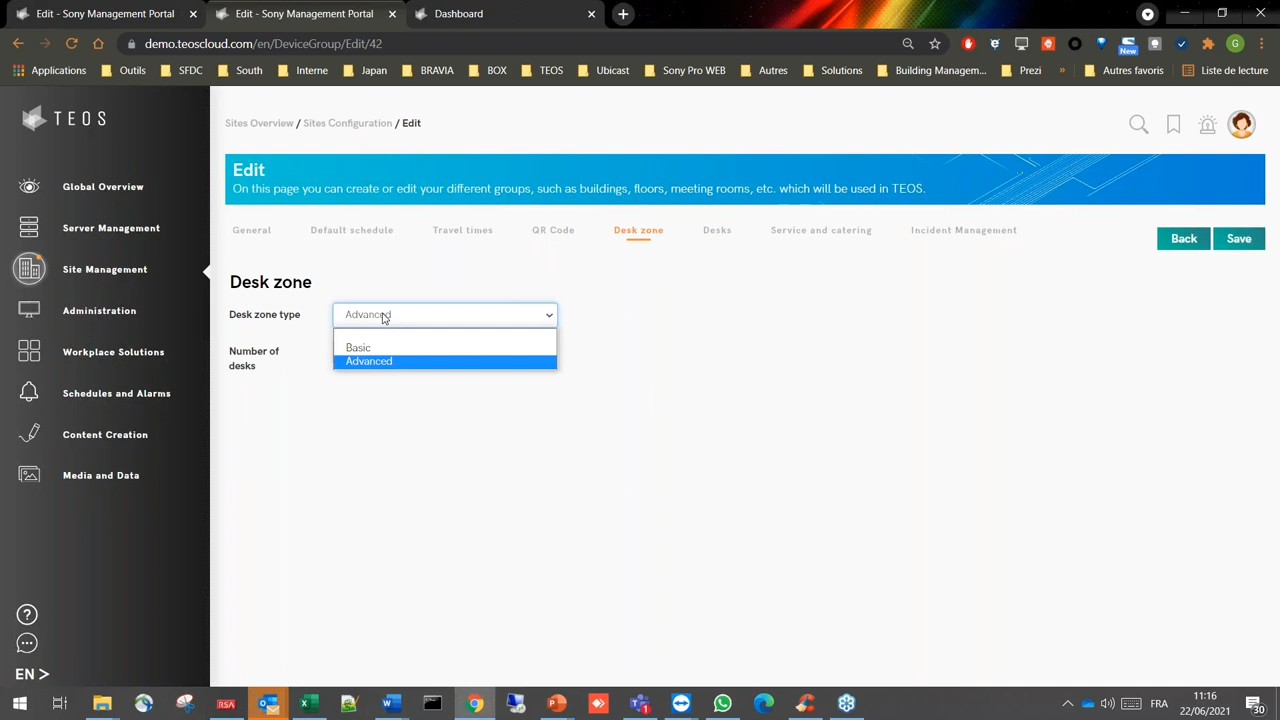 Edit - Sony Management Portal
Edit - Sony Management Portal
Dashboard
demo.teoscloud.com/en/DeviceGroup/Edit/42
New
G
Applications
Outils
SFDC
South
Interne
Japan
BRAVIA
BOX
TEOS
Ubicast
Sony Pro WEB
Autres
Solutions
Building Managem...
Prezi
»
Autres favoris
Liste de lecture
TEOS
Sites Overview / Sites Configuration / Edit
Edit
On this page you can create or edit your different groups, such as buildings, floors, meeting rooms, etc. which will be used in TEOS.
Global Overview
Server Management
Site Management
Administration
Workplace Solutions
Schedules and Alarms
Content Creation
Media and Data
EN >
General
Default schedule
Travel times
QR Code
Desk zone
Desks
Service and catering
Incident Management
Back
Save
Desk zone
Desk zone type
Advanced
Basic
Advanced
Number of
desks
RSA
1
FRA
11:16
22/06/2021
30